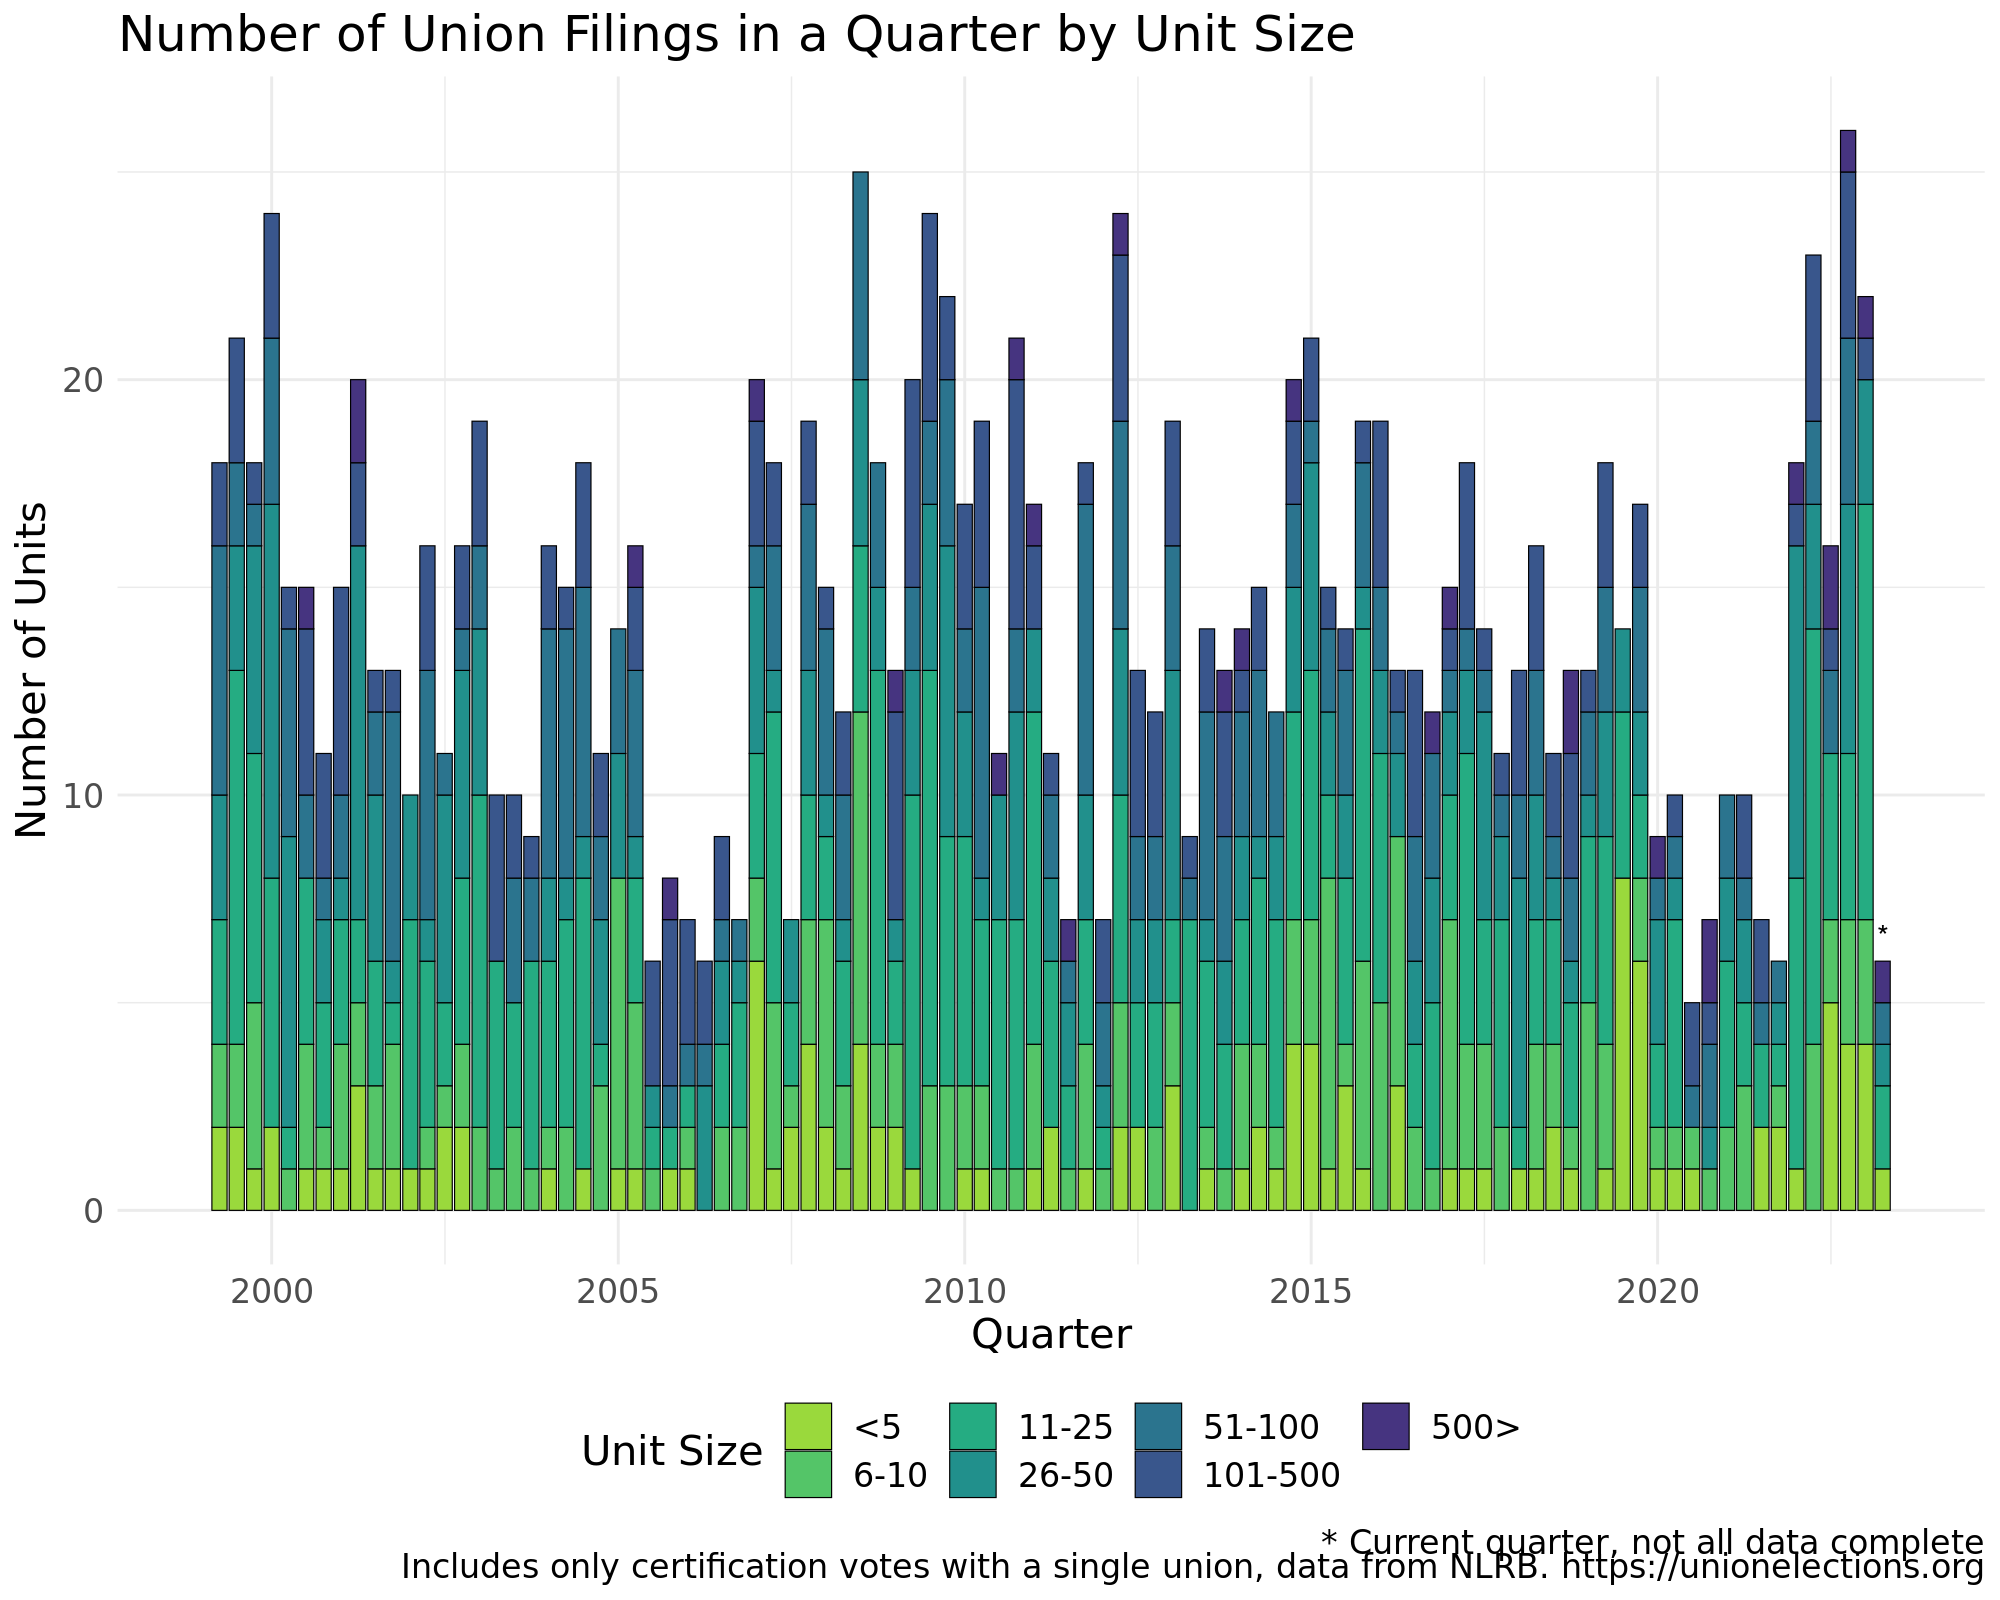 Number of Union Filings in a Quarter by Unit Size
Number of Units
20
10
0
*
2000 2005 2010 2015 2020
Quarter
Unit Size
<5 11-25 51-100 500>
6-10 26-50 101-500
* Current quarter, not all data complete
Includes only certification votes with a single union, data from NLRB. https://unionelections.org